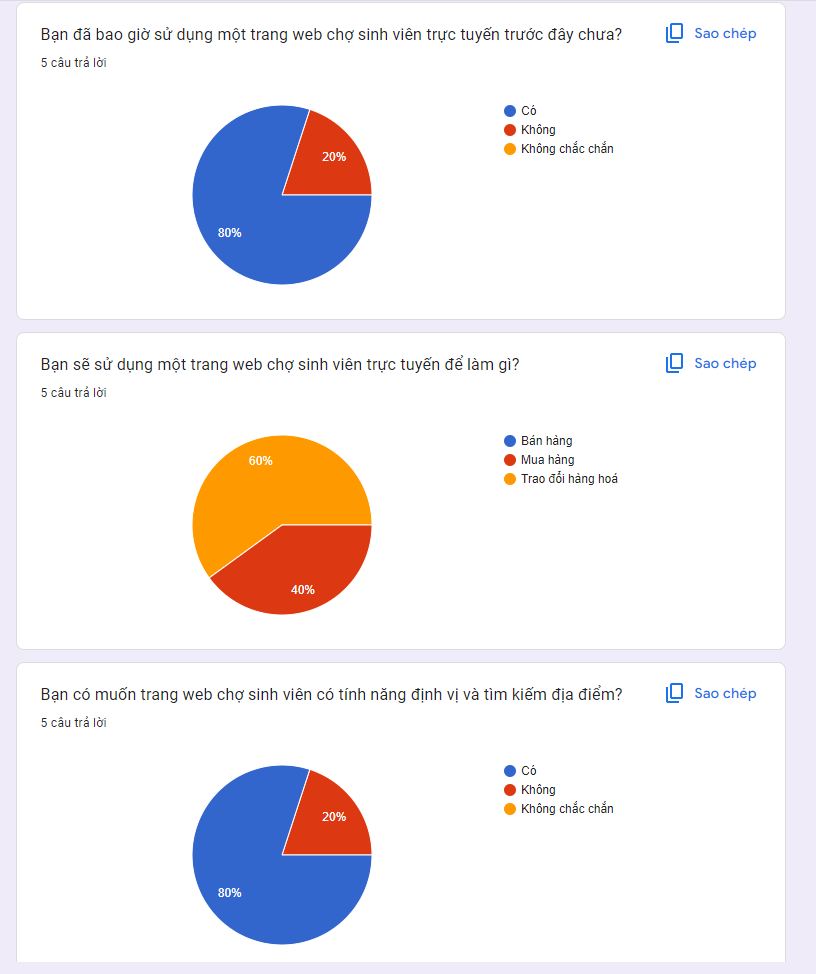 Bạn đã bao giờ sử dụng một trang web chợ sinh viên trực tuyến trước đây chưa?
Sao chép
5 câu trả lời
Có
Không
Không chắc chắn
20%
80%
Bạn sẽ sử dụng một trang web chợ sinh viên trực tuyến để làm gì?
Sao chép
5 câu trả lời
Bán hàng
Mua hàng
Trao đổi hàng hoá
60%
40%
Bạn có muốn trang web chợ sinh viên có tính năng định vị và tìm kiếm địa điểm?
Sao chép
5 câu trả lời
Có
Không
Không chắc chắn
20%
80%